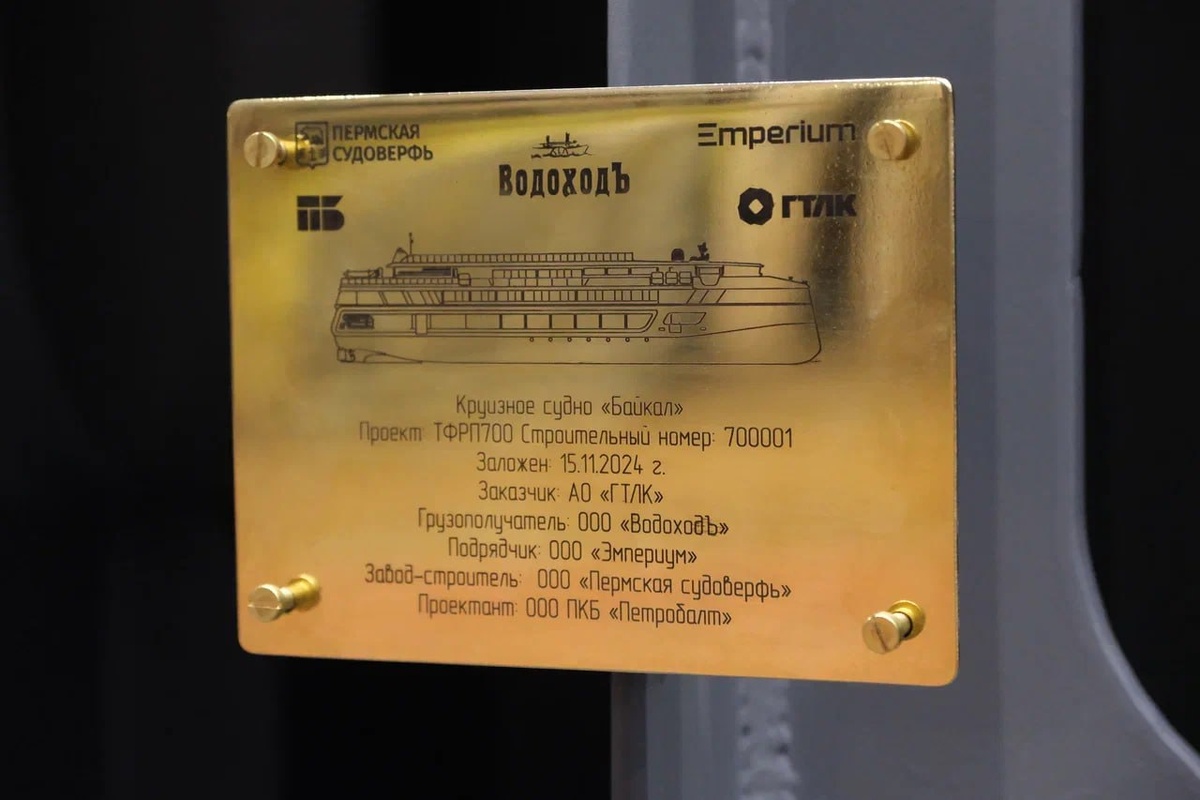 ПЕРМСКАЯ
СУДОВЕРФЬ
ВодоходЪ
Emperium
ПБ
ГТЛК
Круизное судно «Байкал»
Проект: ТФРП700 Строительный номер: 700001
Заложен: 15.11.2024 г.
Заказчик: АО «ГТЛК»
Грузополучатель: ООО «ВодоходЪ»
Подрядчик: ООО «Эмпериум»
Завод-строитель: ООО «Пермская судоверфь»
Проектант: ООО ПКБ «Петробалт»